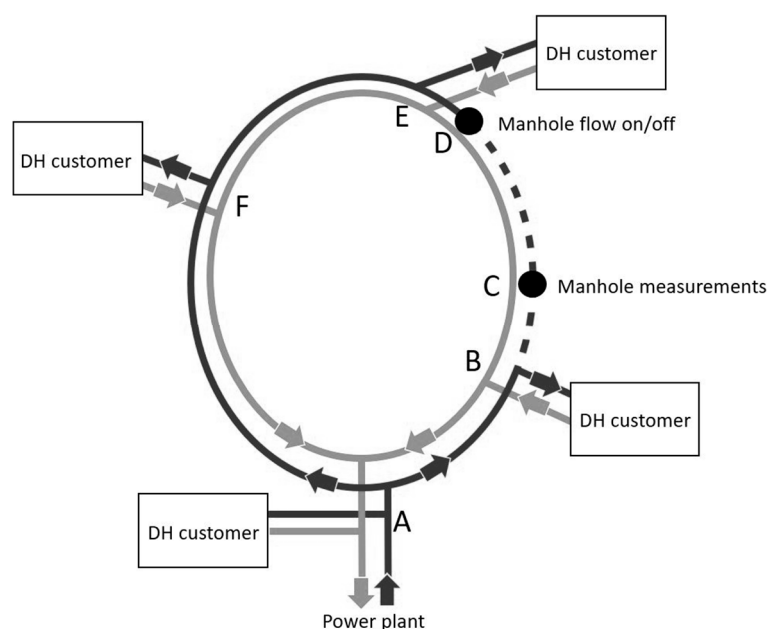 DH customer
E
D
Manhole flow on/off
DH customer
F
C
Manhole measurements
B
DH customer
DH customer
A
Power plant